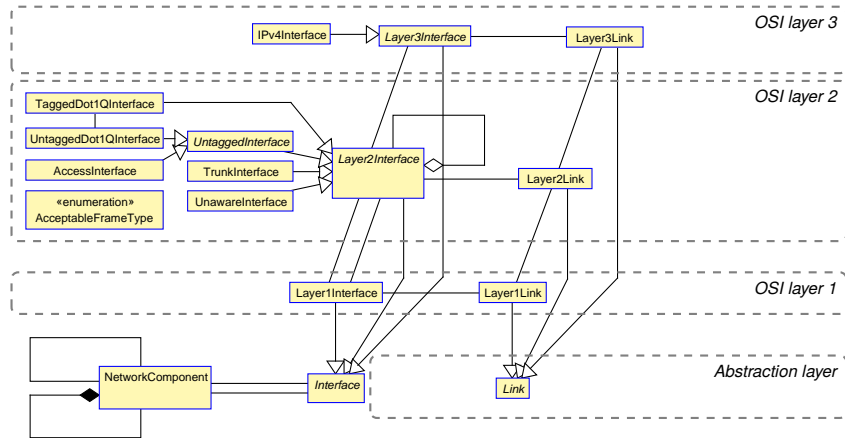 OSI layer 3
IPv4Interface
Layer3Interface
Layer3Link
OSI layer 2
TaggedDot1QInterface
UntaggedDot1QInterface
UntaggedInterface
Layer2Interface
AccessInterface
TrunkInterface
Layer2Link
UnawareInterface
«enumeration»
AcceptableFrameType
OSI layer 1
Layer1Interface
Layer1Link
Abstraction layer
NetworkComponent
Interface
Link